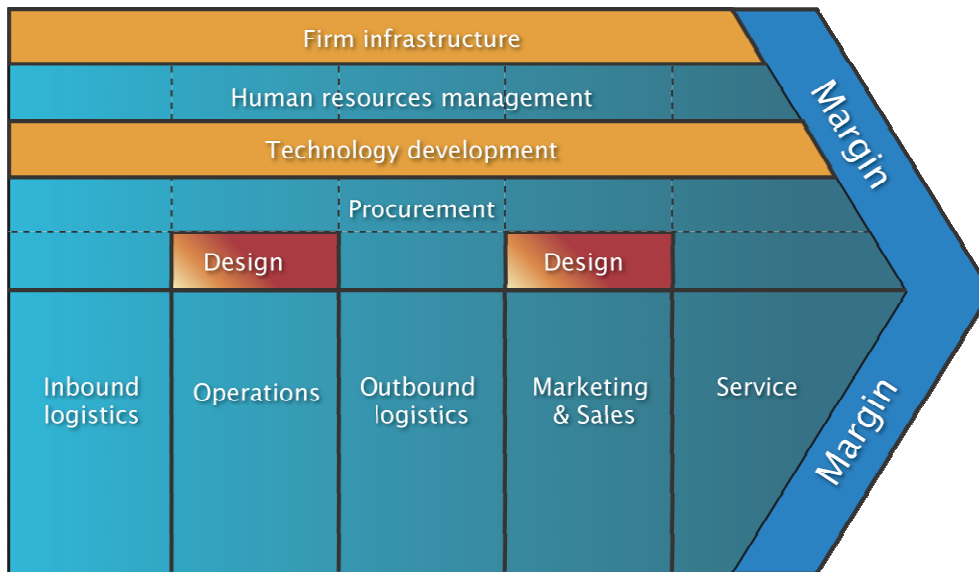 Firm infrastructure
Human resources management
Technology development
Procurement
Design
Design
Inbound
logistics
Operations
Outbound
logistics
Marketing
& Sales
Service
Margin
Margin